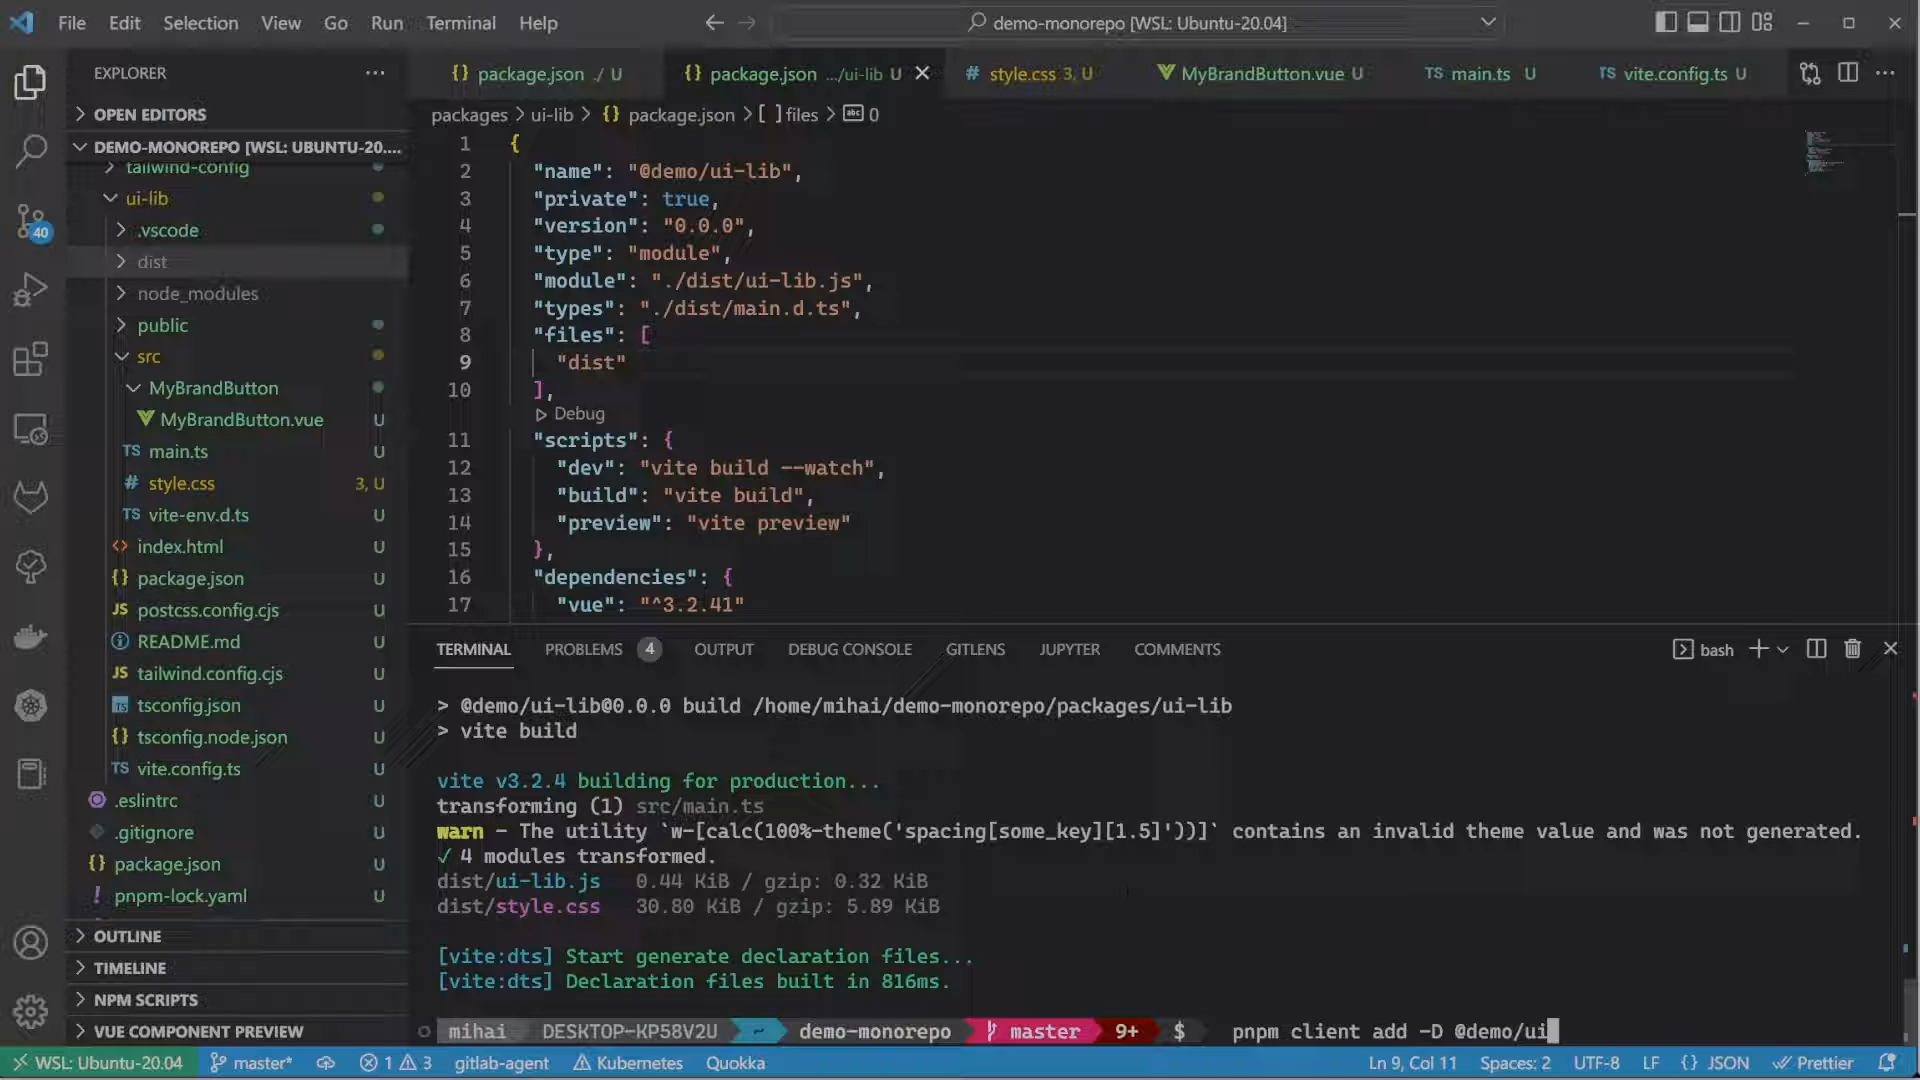 File Edit Selection View Go Run Terminal Help
demo-monorepo [WSL: Ubuntu-20.04]
EXPLORER
{} package.json ./ U
{} package.json .../ui-lib U
# style.css 3, U
MyBrandButton.vue U
TS main.ts U
TS vite.config.ts U
OPEN EDITORS
DEMO-MONOREPO [WSL: UBUNTU-20....
tailwind-config
ui-lib
.vscode
dist
node_modules
public
src
MyBrandButton
MyBrandButton.vue U
TS main.ts U
# style.css 3, U
TS vite-env.d.ts U
<> index.html U
{} package.json U
JS postcss.config.cjs U
README.md U
JS tailwind.config.cjs U
TS tsconfig.json U
{} tsconfig.node.json U
TS vite.config.ts U
.eslintrc U
.gitignore U
{} package.json U
! pnpm-lock.yaml U
OUTLINE
TIMELINE
NPM SCRIPTS
VUE COMPONENT PREVIEW
40
packages > ui-lib > {} package.json > [ ] files > abc 0
1 {
2 "name": "@demo/ui-lib",
3 "private": true,
4 "version": "0.0.0",
5 "type": "module",
6 "module": "./dist/ui-lib.js",
7 "types": "./dist/main.d.ts",
8 "files": [
9 "dist"
10 ],
Debug
11 "scripts": {
12 "dev": "vite build --watch",
13 "build": "vite build",
14 "preview": "vite preview"
15 },
16 "dependencies": {
17 "vue": "^3.2.41"
TERMINAL PROBLEMS 4 OUTPUT DEBUG CONSOLE GITLENS JUPYTER COMMENTS
bash
> @demo/ui-lib@0.0.0 build /home/mihai/demo-monorepo/packages/ui-lib
> vite build
vite v3.2.4 building for production...
transforming (1) src/main.ts
warn - The utility `w-[calc(100%-theme('spacing[some_key][1.5]'))]` contains an invalid theme value and was not generated.
✓ 4 modules transformed.
dist/ui-lib.js 0.44 KiB / gzip: 0.32 KiB
dist/style.css 30.80 KiB / gzip: 5.89 KiB
[vite:dts] Start generate declaration files...
[vite:dts] Declaration files built in 816ms.
mihai DESKTOP-KP58V2U ~ demo-monorepo master 9+ $ pnpm client add -D @demo/ui
WSL: Ubuntu-20.04 master* 1 3 gitlab-agent Kubernetes Quokka Ln 9, Col 11 Spaces: 2 UTF-8 LF {} JSON Prettier